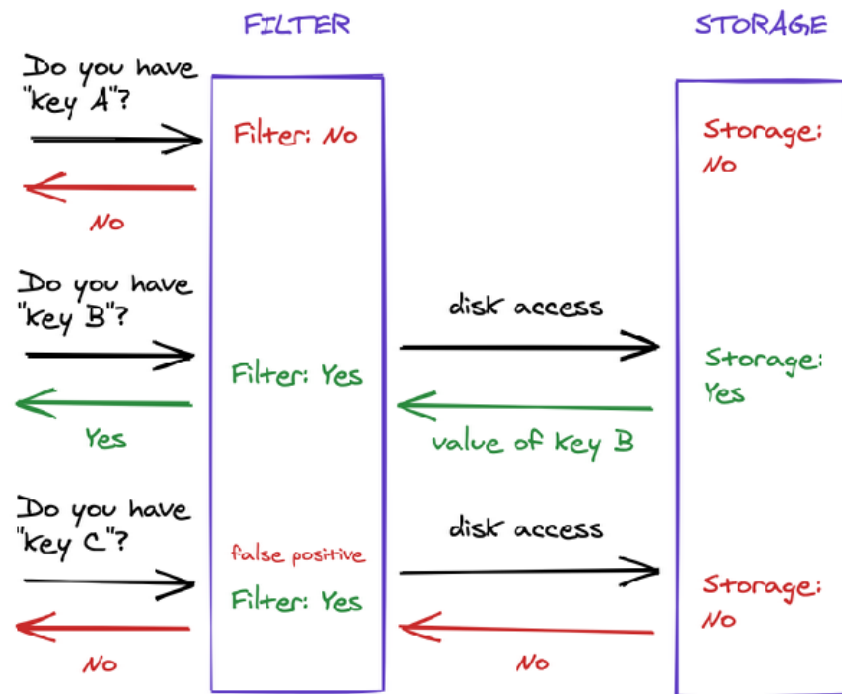 FILTER
STORAGE
Do you have
"key A"?
Filter: No
Storage:
No
No
Do you have
"key B"?
disk access
Filter: Yes
Storage:
Yes
Yes
value of key B
Do you have
"key C"?
disk access
false positive
Filter: Yes
Storage:
No
No
No